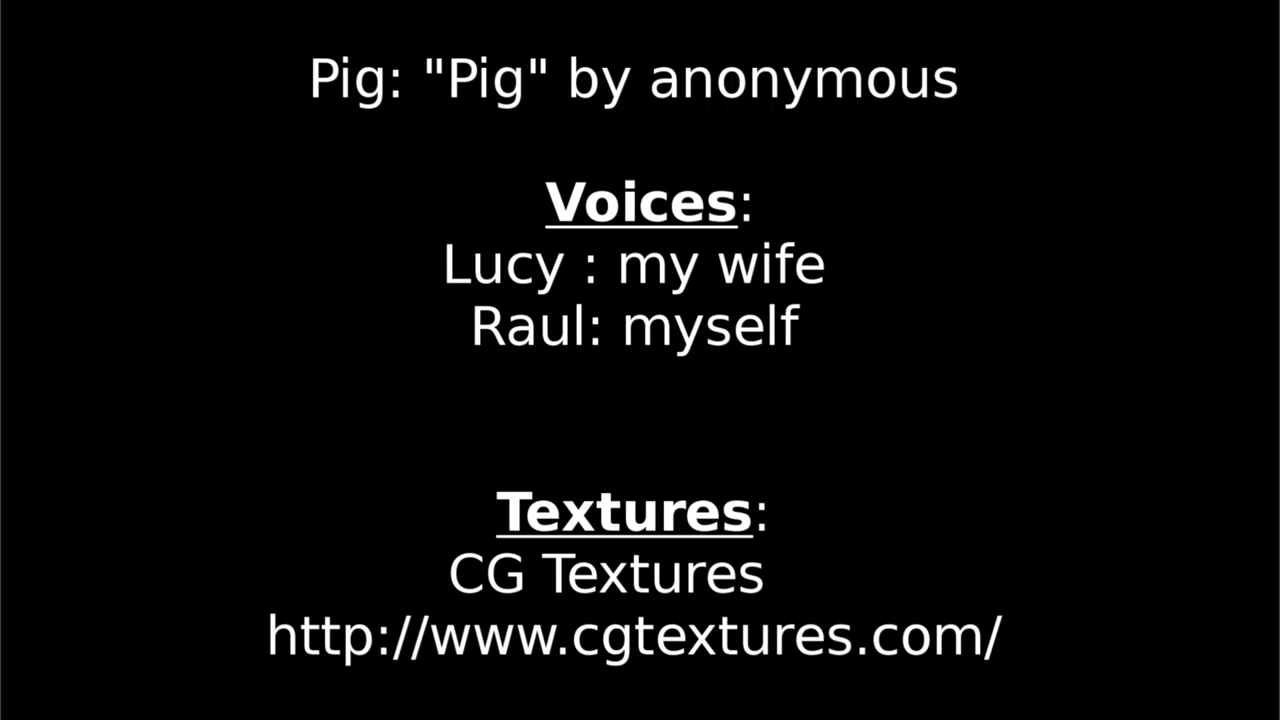 Pig: "Pig" by anonymous
Voices:
Lucy : my wife
Raul: myself
Textures:
CG Textures
http://www.cgtextures.com/